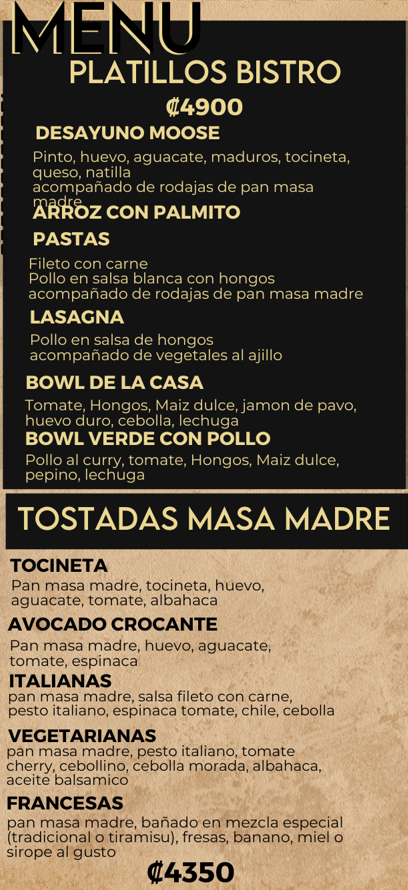 MENU
PLATILLOS BISTRO
₡4900
DESAYUNO MOOSE
Pinto, huevo, aguacate, maduros, tocineta,
queso, natilla
acompañado de rodajas de pan masa
madre
ARROZ CON PALMITO
PASTAS
Fileto con carne
Pollo en salsa blanca con hongos
acompañado de rodajas de pan masa madre
LASAGNA
Pollo en salsa de hongos
acompañado de vegetales al ajillo
BOWL DE LA CASA
Tomate, Hongos, Maiz dulce, jamon de pavo,
huevo duro, cebolla, lechuga
BOWL VERDE CON POLLO
Pollo al curry, tomate, Hongos, Maiz dulce,
pepino, lechuga
TOSTADAS MASA MADRE
TOCINETA
Pan masa madre, tocineta, huevo,
aguacate, tomate, albahaca
AVOCADO CROCANTE
Pan masa madre, huevo, aguacate,
tomate, espinaca
ITALIANAS
pan masa madre, salsa fileto con carne,
pesto italiano, espinaca tomate, chile, cebolla
VEGETARIANAS
pan masa madre, pesto italiano, tomate
cherry, cebollino, cebolla morada, albahaca,
aceite balsamico
FRANCESAS
pan masa madre, bañado en mezcla especial
(tradicional o tiramisu), fresas, banano, miel o
sirope al gusto
₡4350